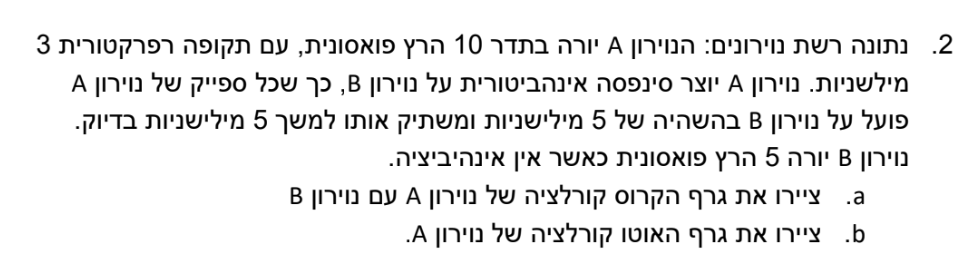 2. נתונה רשת נוירונים: הנוירון A יורה בתדר 10 הרץ פואסונית, עם תקופה רפרקטורית 3
מילשניות. נוירון A יוצר סינפסה אינהביטורית על נוירון B, כך שכל ספייק של נוירון A
פועל על נוירון B בהשהיה של 5 מילישניות ומשתיק אותו למשך 5 מילישניות בדיוק.
נוירון B יורה 5 הרץ פואסונית כאשר אין אינהיביציה.
a. ציירו את גרף הקרוס קורלציה של נוירון A עם נוירון B
b. ציירו את גרף האוטו קורלציה של נוירון A.